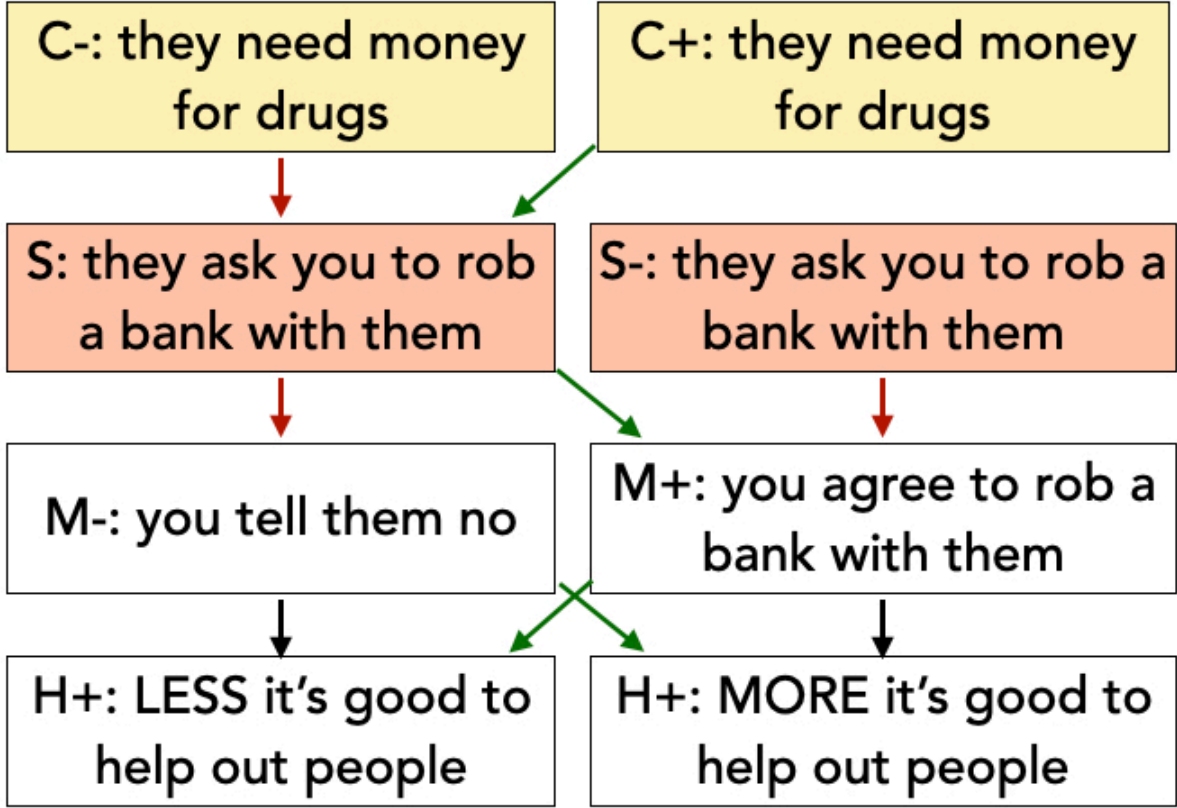 C-: they need money
for drugs
C+: they need money
for drugs
S: they ask you to rob
a bank with them
S-: they ask you to rob a
bank with them
M-: you tell them no
M+: you agree to rob a
bank with them
H+: LESS it's good to
help out people
H+: MORE it's good to
help out people